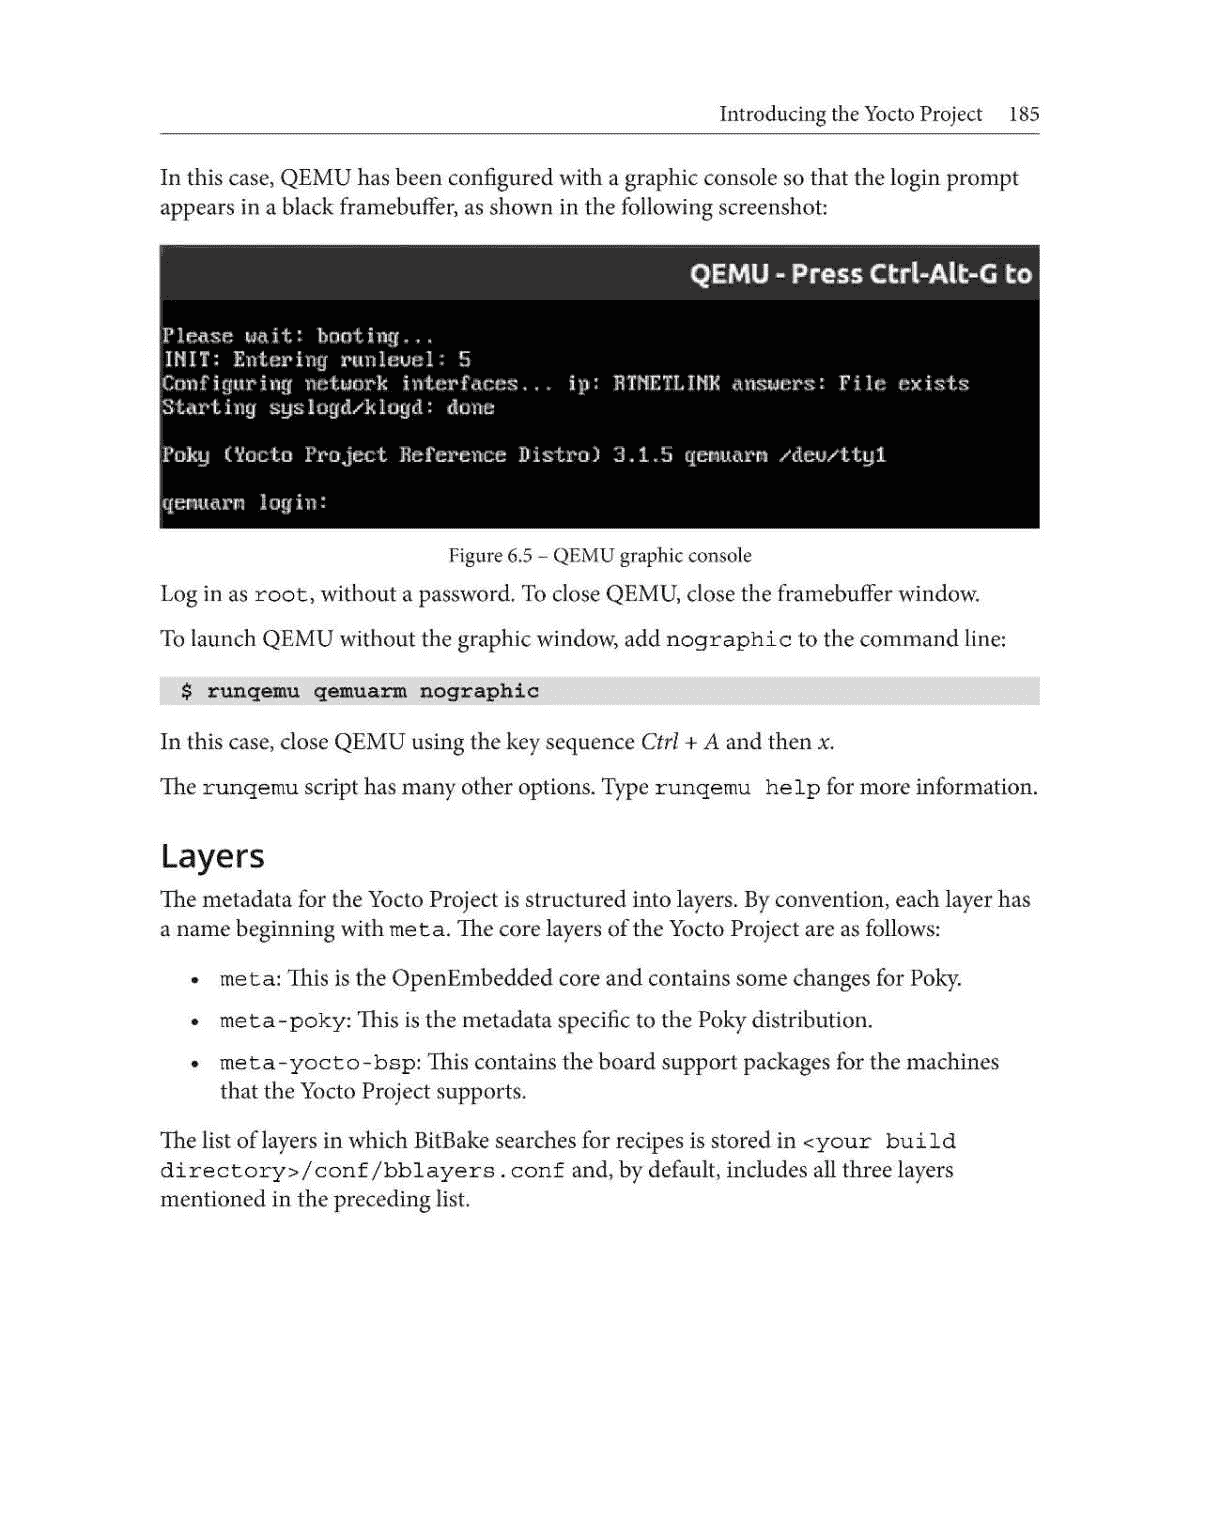 Introducing the Yocto Project 185
In this case, QEMU has been configured with a graphic console so that the login prompt
appears in a black framebuffer, as shown in the following screenshot:
QEMU - Press Ctrl-Alt-G to
Please wait: booting...
INIT: Entering runlevel: 5
Configuring network interfaces... ip: RTNETLINK answers: File exists
Starting syslogd/klogd: done
Poky (Yocto Project Reference Distro) 3.1.5 qemuarm /dev/tty1
qemuarm login:
Figure 6.5 – QEMU graphic console
Log in as root, without a password. To close QEMU, close the framebuffer window.
To launch QEMU without the graphic window, add nographic to the command line:
$ runqemu qemuarm nographic
In this case, close QEMU using the key sequence Ctrl + A and then x.
The runqemu script has many other options. Type runqemu help for more information.
Layers
The metadata for the Yocto Project is structured into layers. By convention, each layer has
a name beginning with meta. The core layers of the Yocto Project are as follows:
• meta: This is the OpenEmbedded core and contains some changes for Poky.
• meta-poky: This is the metadata specific to the Poky distribution.
• meta-yocto-bsp: This contains the board support packages for the machines
that the Yocto Project supports.
The list of layers in which BitBake searches for recipes is stored in <your build
directory>/conf/bblayers.conf and, by default, includes all three layers
mentioned in the preceding list.